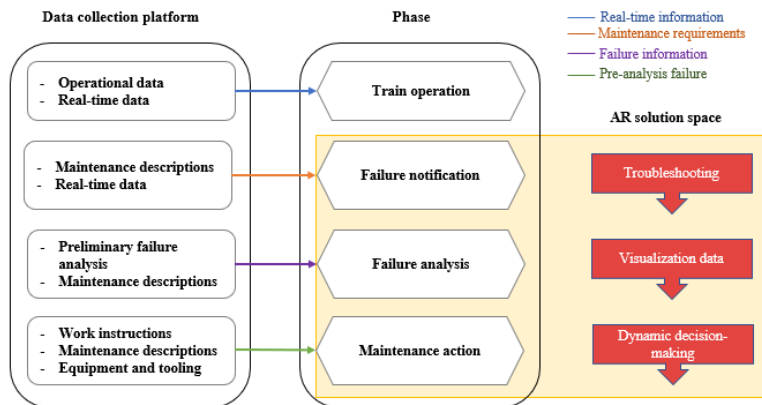 Data collection platform
Phase
Real-time information
Maintenance requirements
Failure information
Pre-analysis failure
- Operational data
- Real-time data
Train operation
AR solution space
- Maintenance descriptions
- Real-time data
Failure notification
Troubleshooting
- Preliminary failure
analysis
- Maintenance descriptions
Failure analysis
Visualization data
- Work instructions
- Maintenance descriptions
- Equipment and tooling
Maintenance action
Dynamic decision-
making